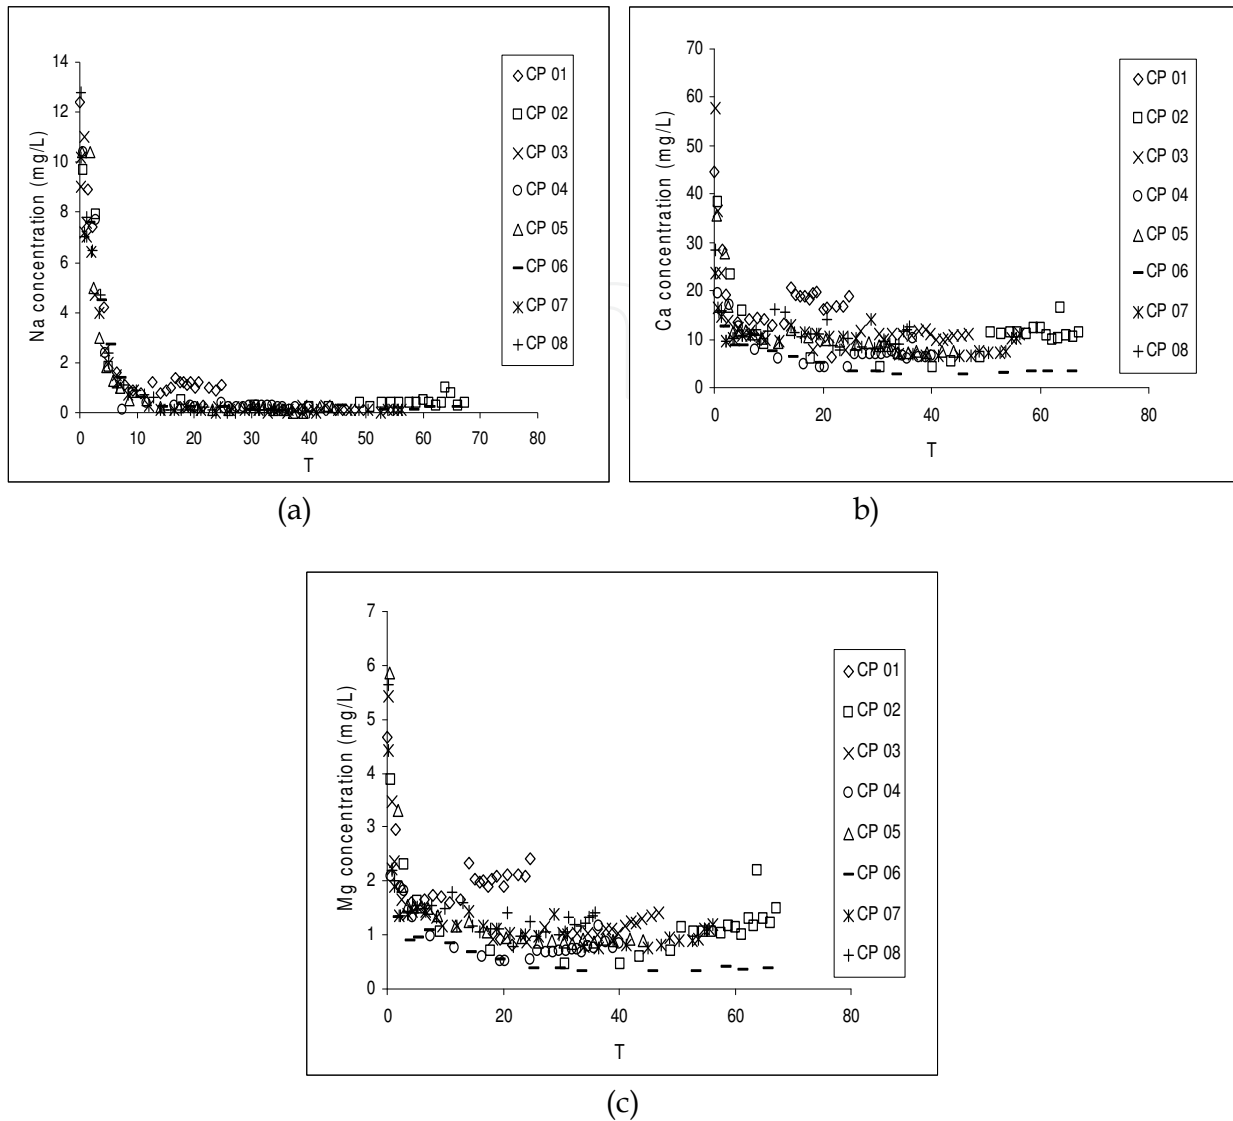 14
12
10
8
6
4
2
0
Na concentration (mg/L)
0 10 20 30 40 50 60 70 80
T
CP 01
CP 02
CP 03
CP 04
CP 05
CP 06
CP 07
CP 08
(a)
70
60
50
40
30
20
10
0
Ca concentration (mg/L)
0 20 40 60 80
T
CP 01
CP 02
CP 03
CP 04
CP 05
CP 06
CP 07
CP 08
b)
7
6
5
4
3
2
1
0
Mg concentration (mg/L)
0 20 40 60 80
T
CP 01
CP 02
CP 03
CP 04
CP 05
CP 06
CP 07
CP 08
(c)